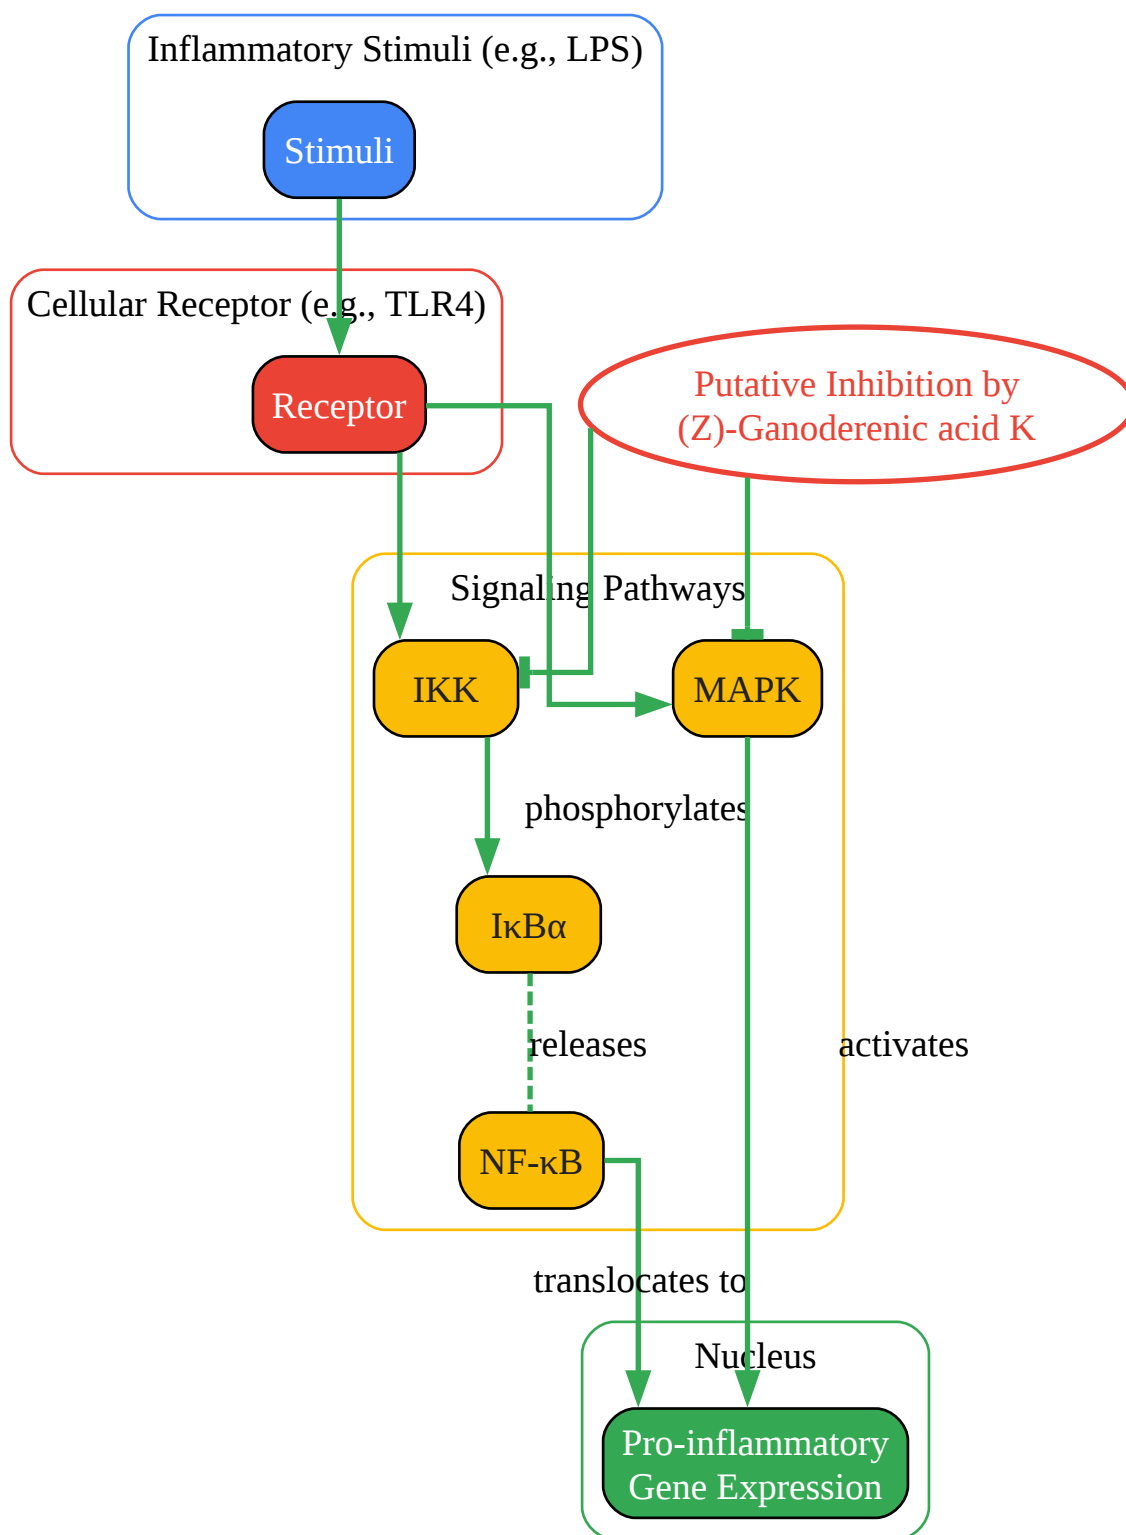 Inflammatory Stimuli (e.g., LPS)
Stimuli
Cellular Receptor (e.g., TLR4)
Receptor
Putative Inhibition by
(Z)-Ganoderenic acid K
Signaling Pathways
IKK
MAPK
phosphorylates
IκBα
releases
activates
NF-κB
translocates to
Nucleus
Pro-inflammatory
Gene Expression